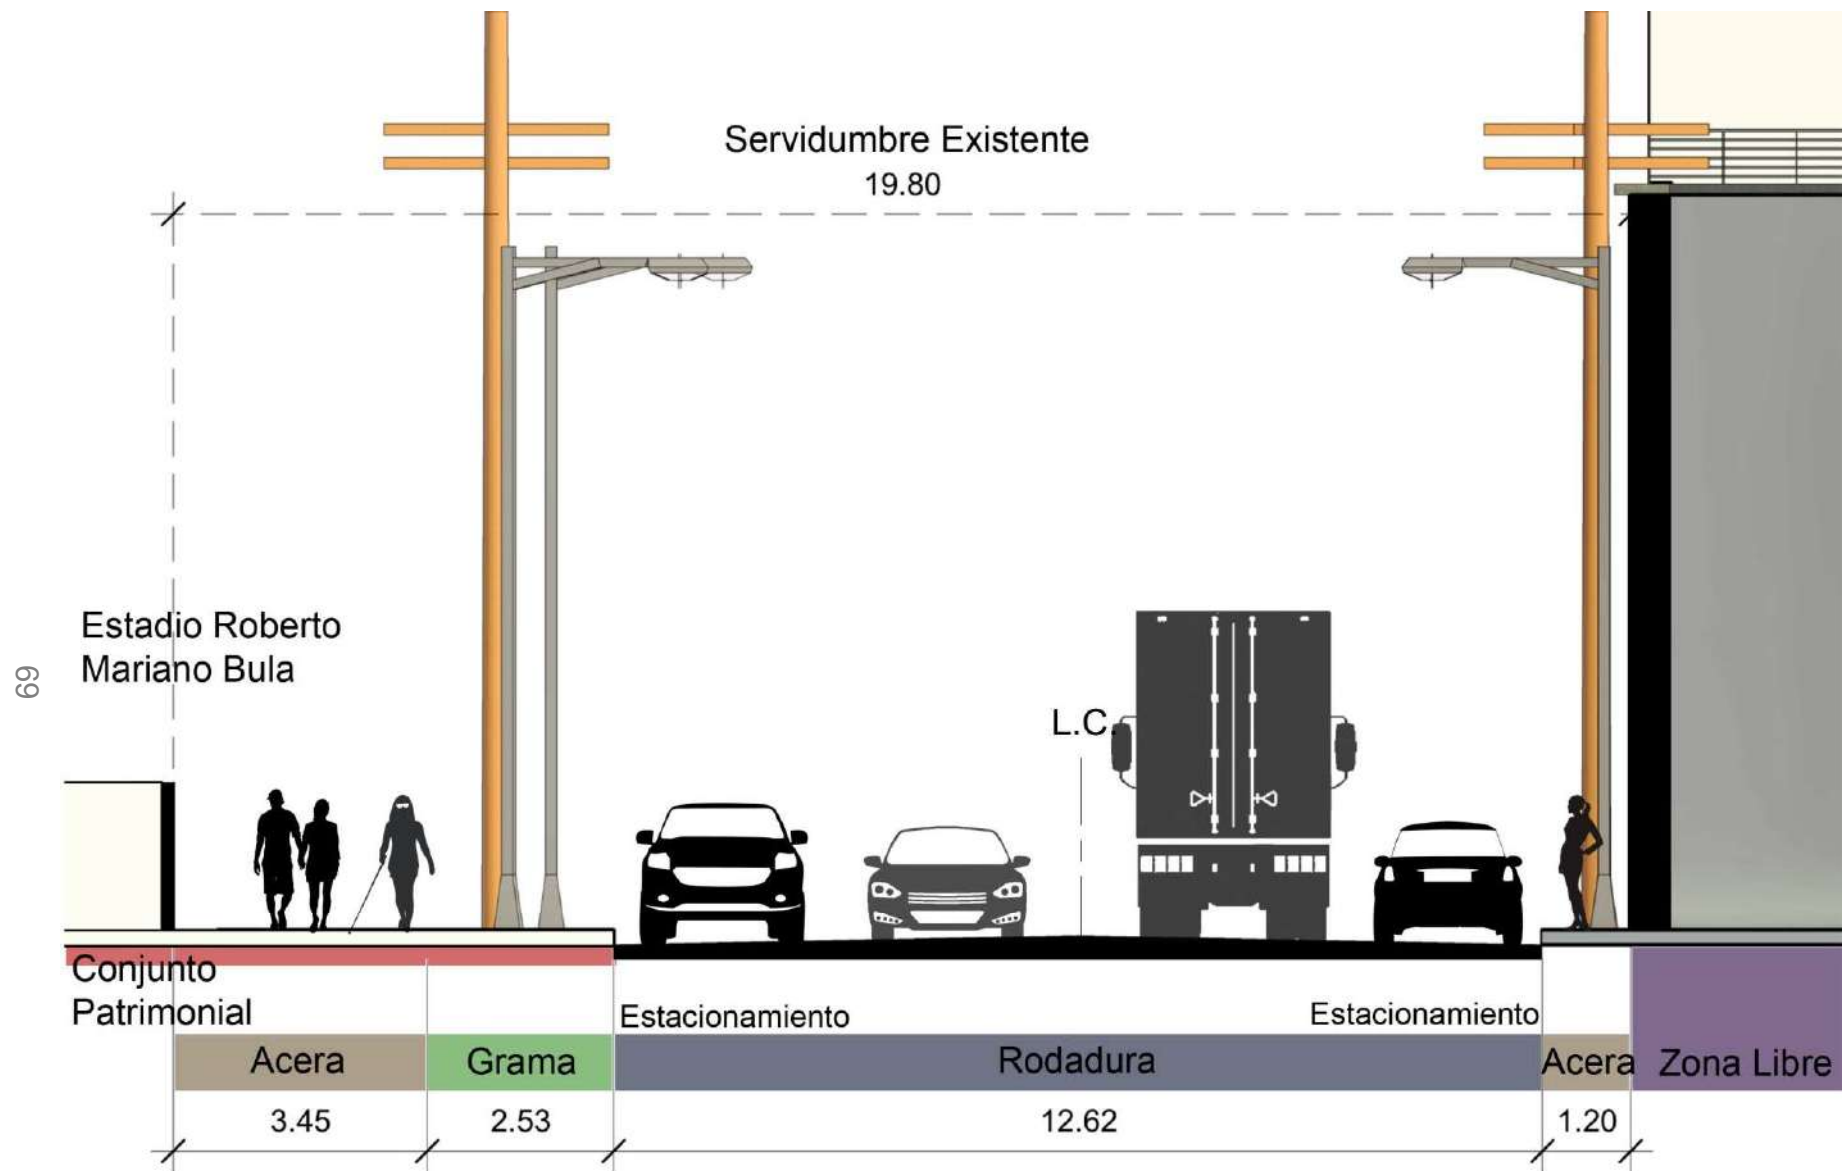 Servidumbre Existente
19.80
Estadio Roberto
Mariano Bula
69
L.C.
Conjunto
Patrimonial
Estacionamiento
Estacionamiento
Acera
Grama
Rodadura
Acera
Zona Libre
3.45
2.53
12.62
1.20